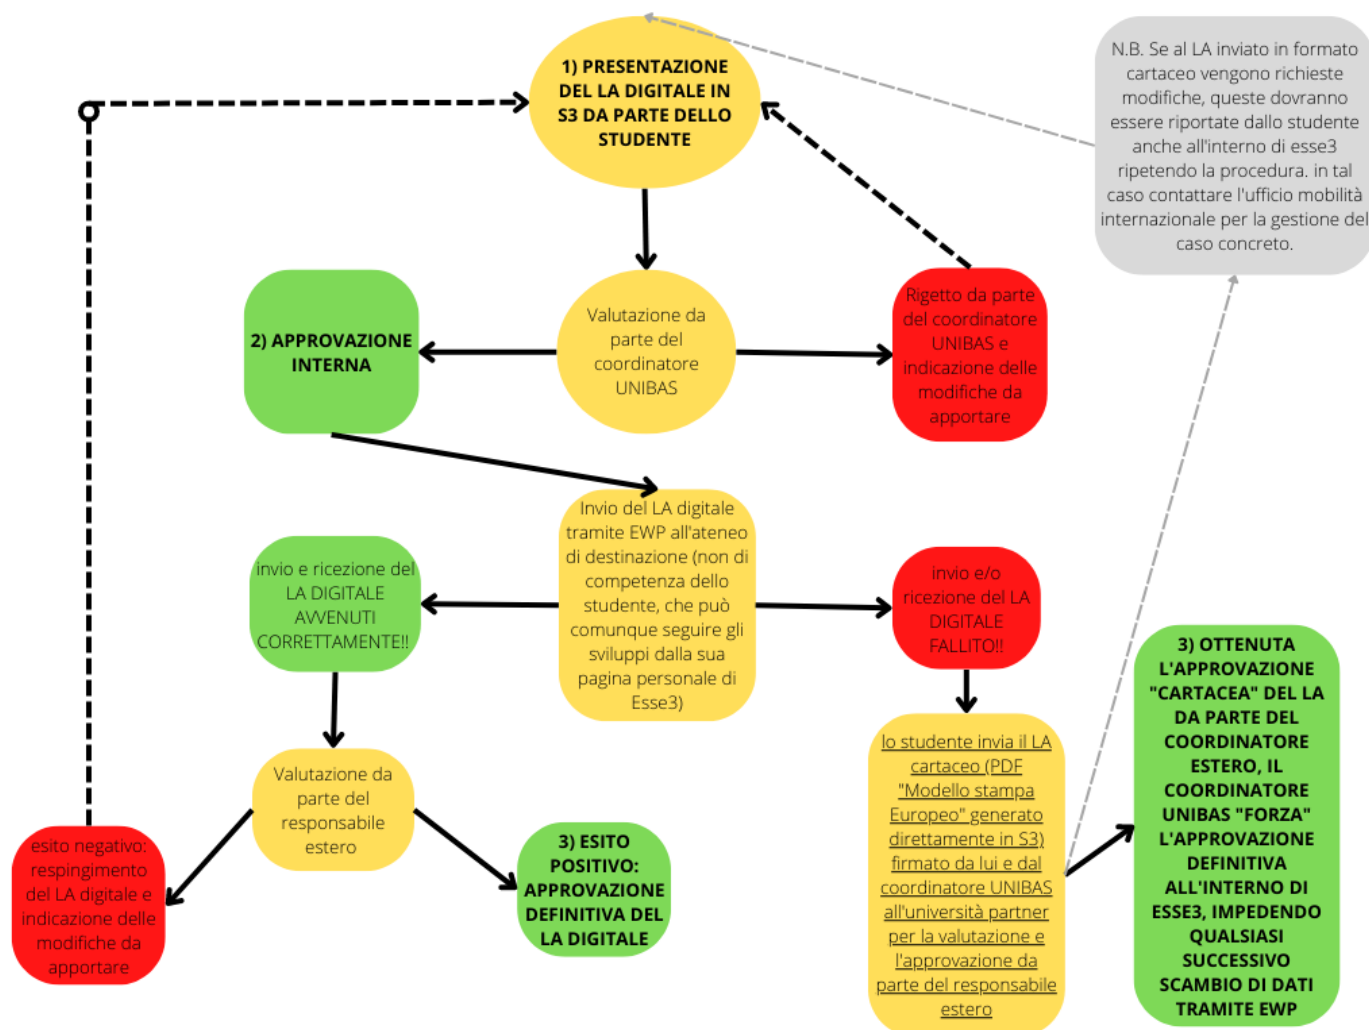 1) PRESENTAZIONE
DEL LA DIGITALE IN
S3 DA PARTE DELLO
STUDENTE
N.B. Se al LA inviato in formato
cartaceo vengono richieste
modifiche, queste dovranno
essere riportate dallo studente
anche all'interno di esse3
ripetendo la procedura. in tal
caso contattare l'ufficio mobilità
internazionale per la gestione del
caso concreto.
2) APPROVAZIONE
INTERNA
Valutazione da
parte del
coordinatore
UNIBAS
Rigetto da parte
del coordinatore
UNIBAS e
indicazione delle
modifiche da
apportare
Invio del LA digitale
tramite EWP all'ateneo
di destinazione (non di
competenza dello
studente, che può
comunque seguire gli
sviluppi dalla sua
pagina personale di
Esse3)
invio e ricezione del
LA DIGITALE
AVVENUTI
CORRETTAMENTE!!
invio e/o
ricezione del LA
DIGITALE
FALLITO!!
Valutazione da
parte del
responsabile
estero
esito negativo:
respingimento
del LA digitale e
indicazione delle
modifiche da
apportare
3) ESITO
POSITIVO:
APPROVAZIONE
DEFINITIVA DEL
LA DIGITALE
lo studente invia il LA
cartaceo (PDF
"Modello stampa
Europeo" generato
direttamente in S3)
firmato da lui e dal
coordinatore UNIBAS
all'università partner
per la valutazione e
l'approvazione da
parte del responsabile
estero
3) OTTENUTA
L'APPROVAZIONE
"CARTACEA" DEL LA
DA PARTE DEL
COORDINATORE
ESTERO, IL
COORDINATORE
UNIBAS "FORZA"
L'APPROVAZIONE
DEFINITIVA
ALL'INTERNO DI
ESSE3, IMPEDENDO
QUALSIASI
SUCCESSIVO
SCAMBIO DI DATI
TRAMITE EWP